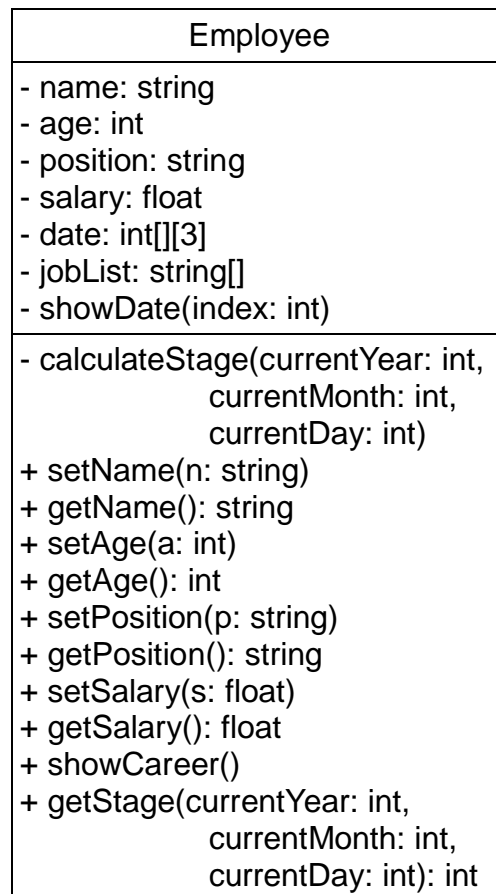 Employee
- name: string
- age: int
- position: string
- salary: float
- date: int[][3]
- jobList: string[]
- showDate(index: int)
- calculateStage(currentYear: int,
currentMonth: int,
currentDay: int)
+ setName(n: string)
+ getName(): string
+ setAge(a: int)
+ getAge(): int
+ setPosition(p: string)
+ getPosition(): string
+ setSalary(s: float)
+ getSalary(): float
+ showCareer()
+ getStage(currentYear: int,
currentMonth: int,
currentDay: int): int